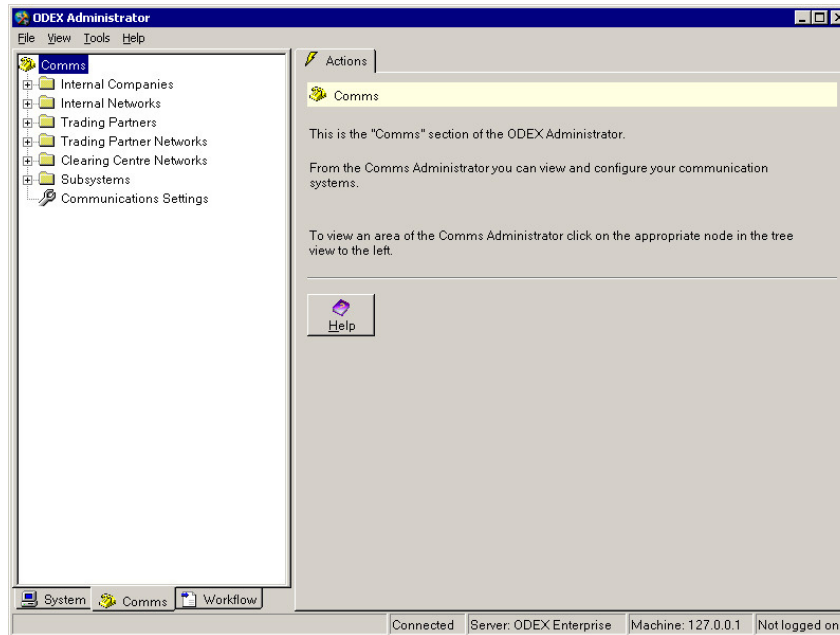 ODEX Administrator
File View Tools Help
Comms
Internal Companies
Internal Networks
Trading Partners
Trading Partner Networks
Clearing Centre Networks
Subsystems
Communications Settings
Actions
Comms
This is the "Comms" section of the ODEX Administrator.
From the Comms Administrator you can view and configure your communication
systems.
To view an area of the Comms Administrator click on the appropriate node in the tree
view to the left.
Help
System Comms Workflow
Connected Server: ODEX Enterprise Machine: 127.0.0.1 Not logged on